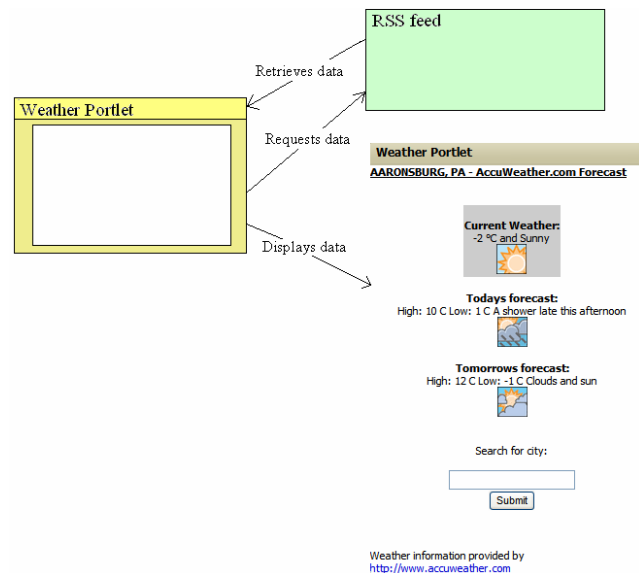 RSS feed
Retrieves data
Weather Portlet
Requests data
Displays data
Weather Portlet
AARONSBURG, PA - AccuWeather.com Forecast
Current Weather:
-2 °C and Sunny
Todays forecast:
High: 10 C Low: 1 C A shower late this afternoon
Tomorrows forecast:
High: 12 C Low: -1 C Clouds and sun
Search for city:
Submit
Weather information provided by
http://www.accuweather.com